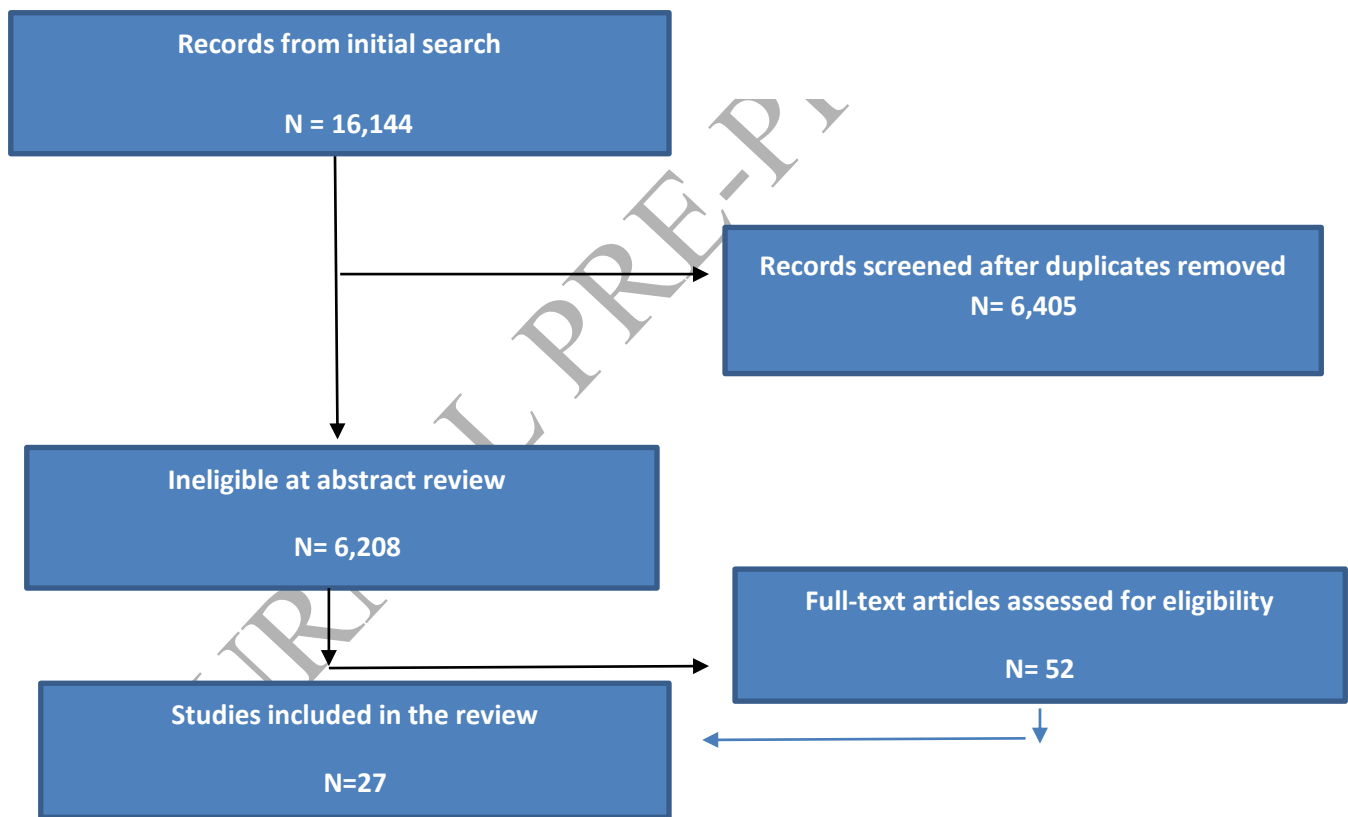 Records from initial search
N = 16,144
Records screened after duplicates removed
N= 6,405
Ineligible at abstract review
N= 6,208
Full-text articles assessed for eligibility
N= 52
Studies included in the review
N=27